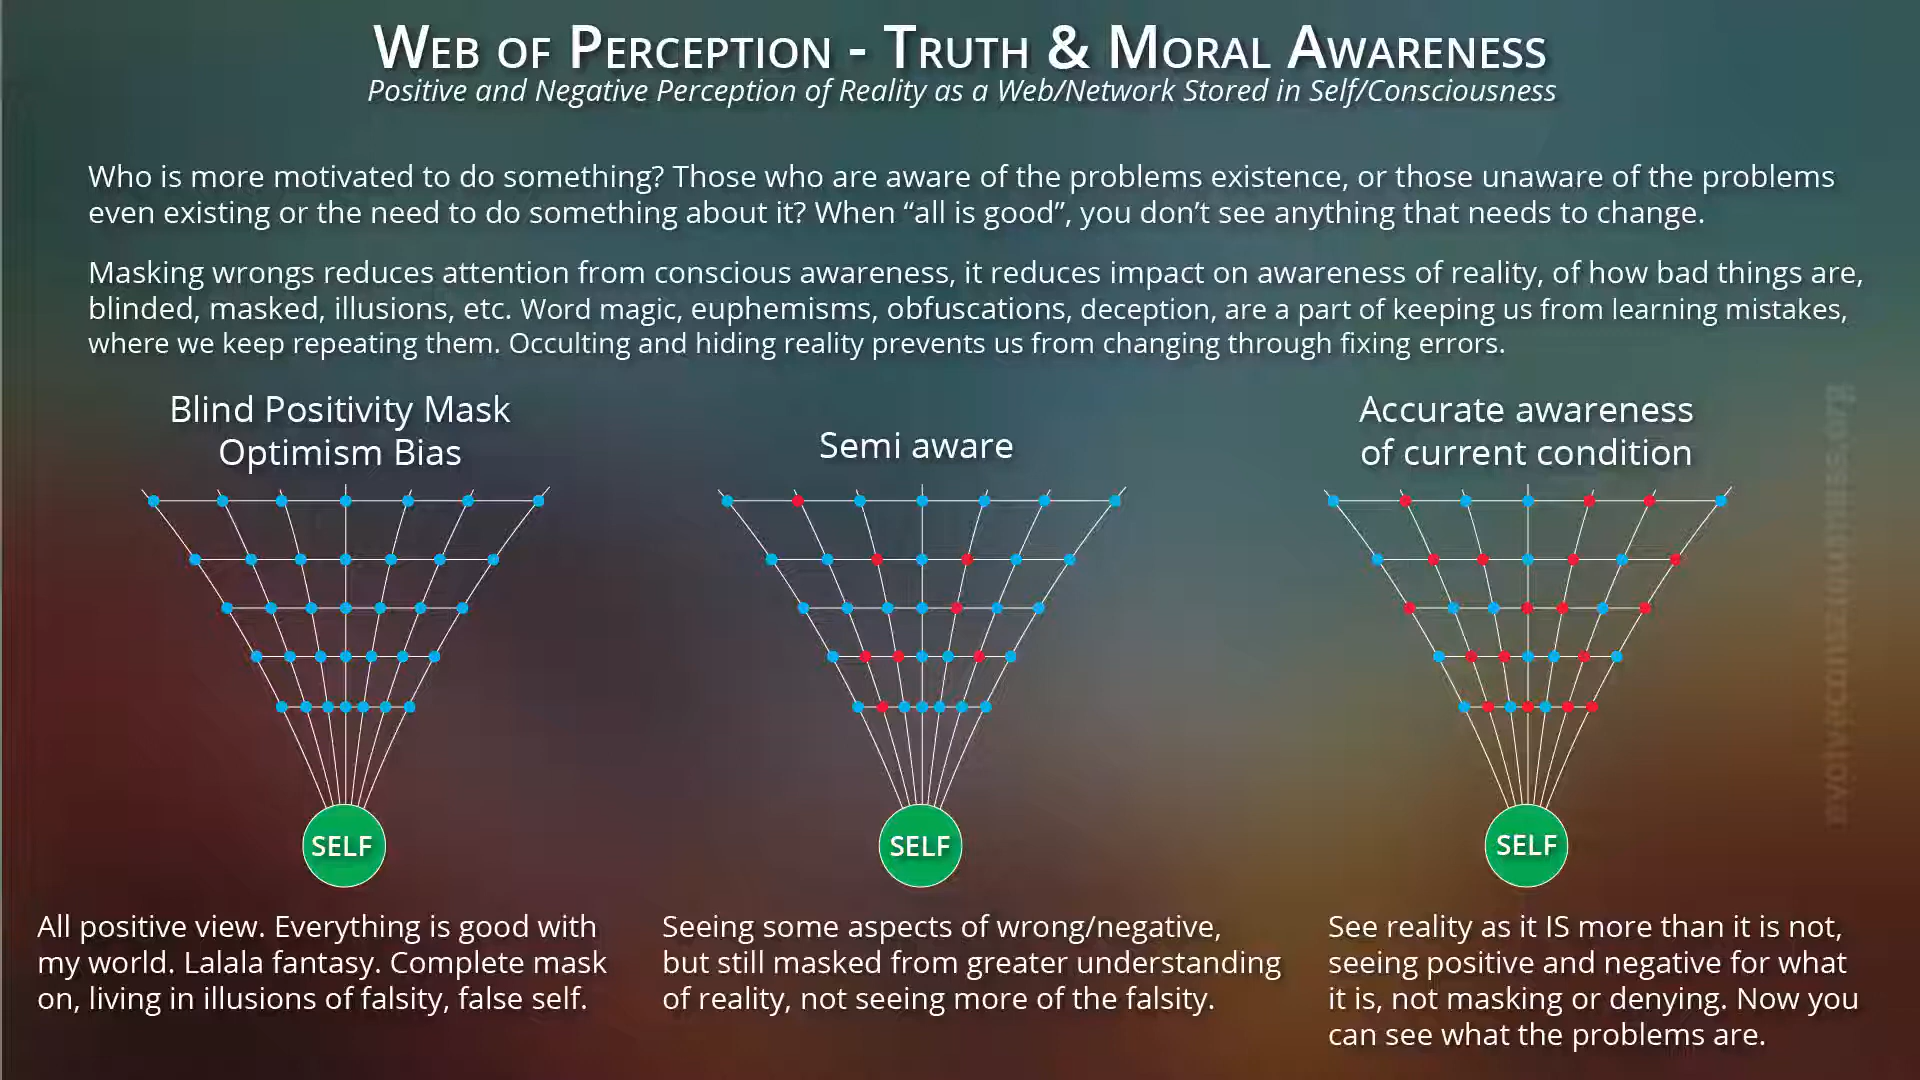 WEB OF PERCEPTION - TRUTH & MORAL AWARENESS
Positive and Negative Perception of Reality as a Web/Network Stored in Self/Consciousness
Who is more motivated to do something? Those who are aware of the problems existence, or those unaware of the problems
even existing or the need to do something about it? When “all is good”, you don’t see anything that needs to change.
Masking wrongs reduces attention from conscious awareness, it reduces impact on awareness of reality, of how bad things are,
blinded, masked, illusions, etc. Word magic, euphemisms, obfuscations, deception, are a part of keeping us from learning mistakes,
where we keep repeating them. Occulting and hiding reality prevents us from changing through fixing errors.
Blind Positivity Mask
Optimism Bias
SELF
All positive view. Everything is good with
my world. Lalala fantasy. Complete mask
on, living in illusions of falsity, false self.
Semi aware
SELF
Seeing some aspects of wrong/negative,
but still masked from greater understanding
of reality, not seeing more of the falsity.
Accurate awareness
of current condition
SELF
See reality as it IS more than it is not,
seeing positive and negative for what
it is, not masking or denying. Now you
can see what the problems are.
evolveconsciousness.org